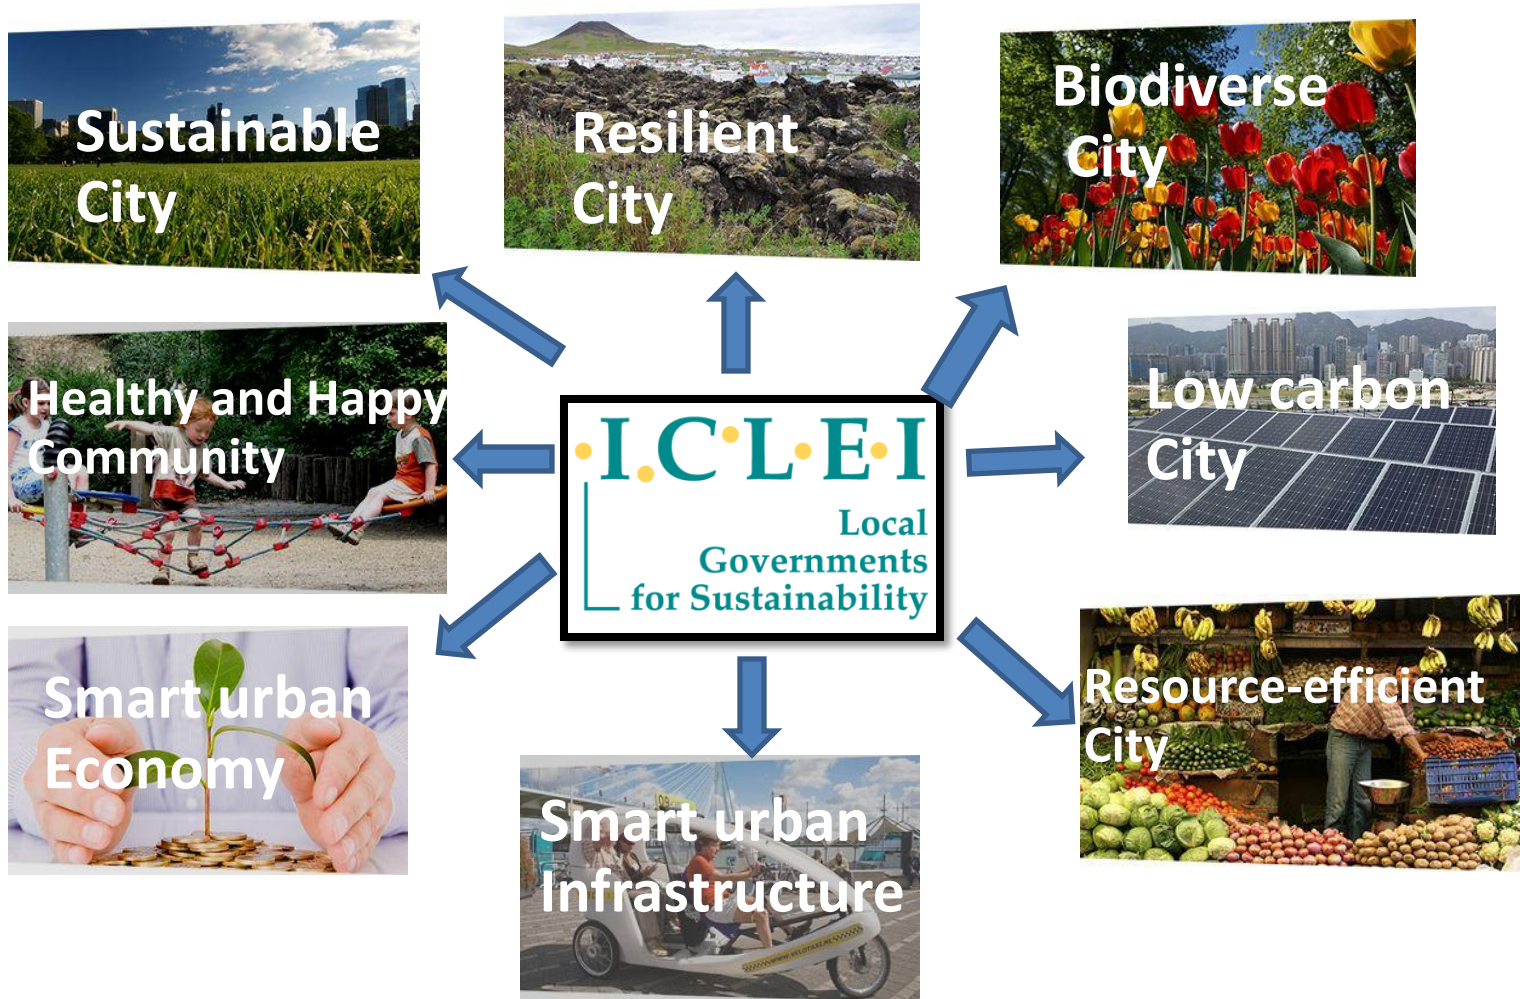 Sustainable
City
Resilient
City
Biodiverse
City
Healthy and Happy
Community
·I.C·L·E·I
Local
Governments
for Sustainability
Low carbon
City
Smart urban
Economy
Smart urban
Infrastructure
Resource-efficient
City